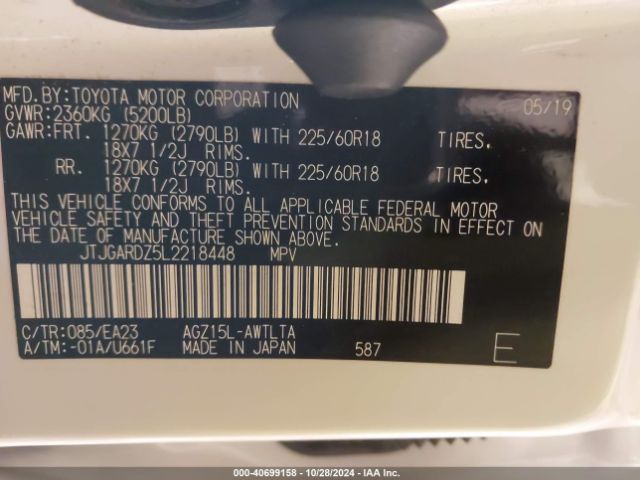 MFD.BY:TOYOTA MOTOR CORPORATION 05/19
GVWR:2360KG (5200LB)
GAWR:FRT. 1270KG (2790LB) WITH 225/60R18 TIRES,
18X7 1/2J RIMS.
RR. 1270KG (2790LB) WITH 225/60R18 TIRES,
18X7 1/2J RIMS.
THIS VEHICLE CONFORMS TO ALL APPLICABLE FEDERAL MOTOR
VEHICLE SAFETY AND THEFT PREVENTION STANDARDS IN EFFECT ON
THE DATE OF MANUFACTURE SHOWN ABOVE.
JTJGARDZ5L2218448 MPV
C/TR:085/EA23 AGZ15L-AWTLTA
A/TM:-01A/U661F MADE IN JAPAN 587 E
000-40699158 | 10/28/2024 | IAA Inc.